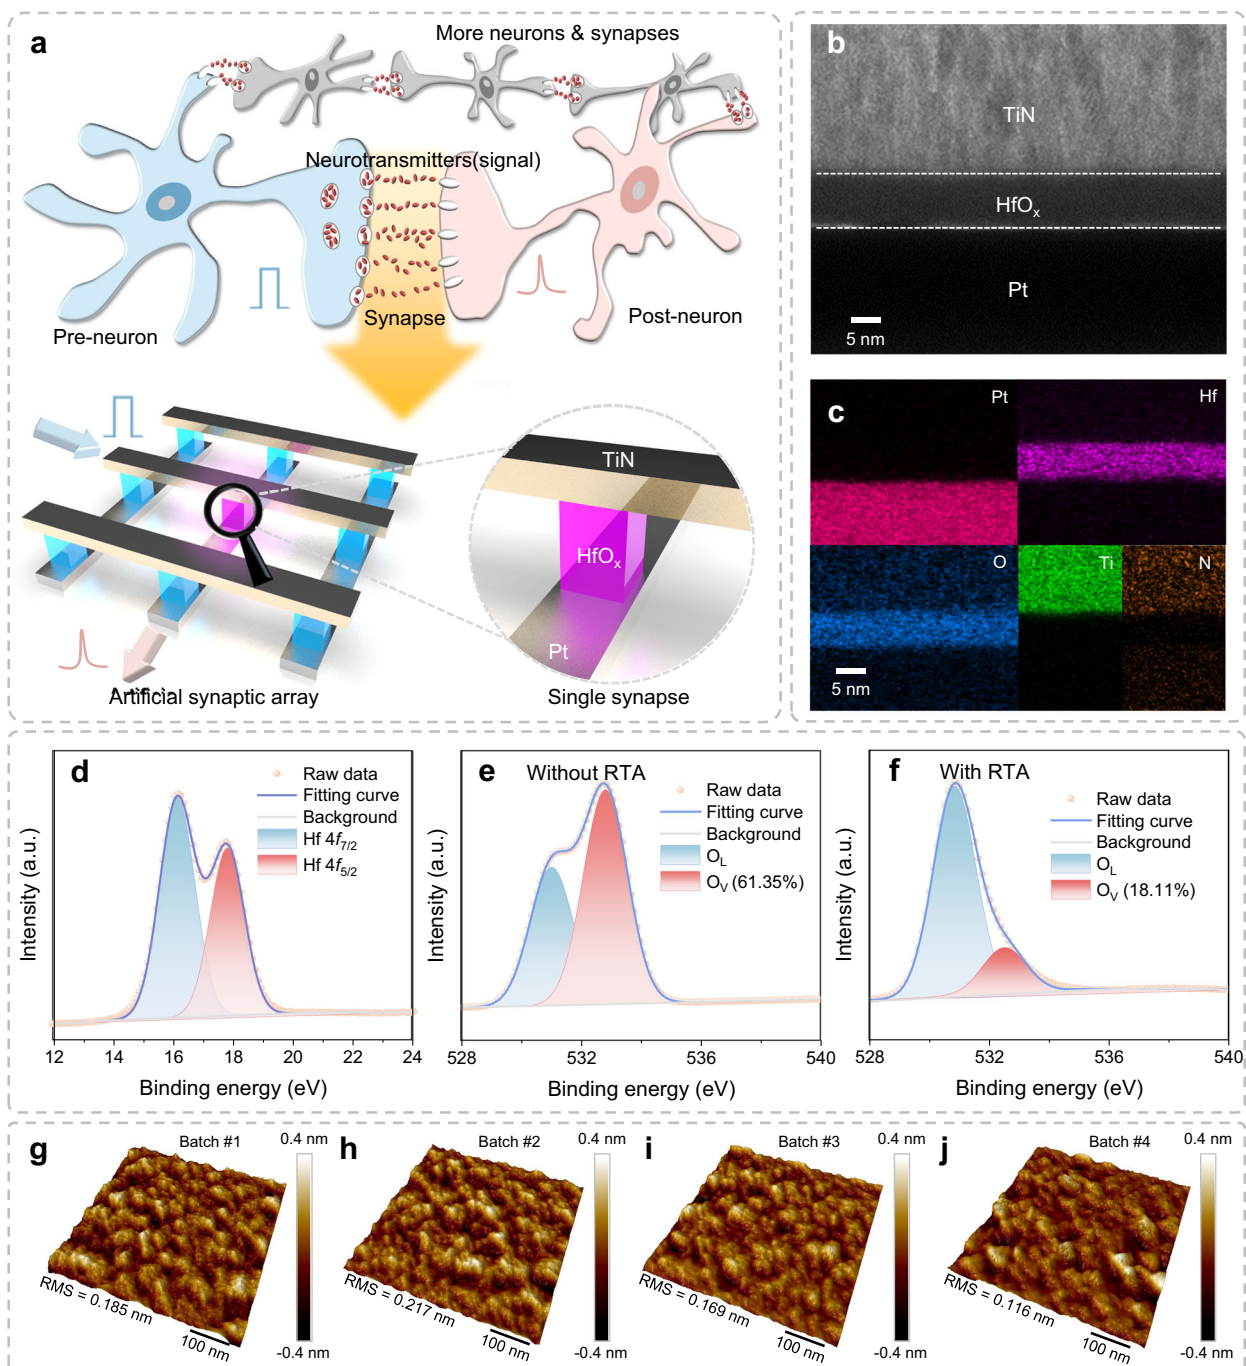 a
More neurons & synapses
Neurotransmitters(signal)
Synapse
Pre-neuron
Post-neuron
TiN
HfOₓ
Pt
Artificial synaptic array
Single synapse
b
TiN
HfOₓ
Pt
5 nm
c
Pt
Hf
O
Ti
N
5 nm
d
Raw data
Fitting curve
Background
Hf 4f₇/₂
Hf 4f₅/₂
Intensity (a.u.)
12 14 16 18 20 22 24
Binding energy (eV)
e
Without RTA
Raw data
Fitting curve
Background
O_L
O_V (61.35%)
Intensity (a.u.)
528 532 536 540
Binding energy (eV)
f
With RTA
Raw data
Fitting curve
Background
O_L
O_V (18.11%)
Intensity (a.u.)
528 532 536 540
Binding energy (eV)
g
Batch #1
0.4 nm
RMS = 0.185 nm
100 nm
-0.4 nm
h
Batch #2
0.4 nm
RMS = 0.217 nm
100 nm
-0.4 nm
i
Batch #3
0.4 nm
RMS = 0.169 nm
100 nm
-0.4 nm
j
Batch #4
0.4 nm
RMS = 0.116 nm
100 nm
-0.4 nm